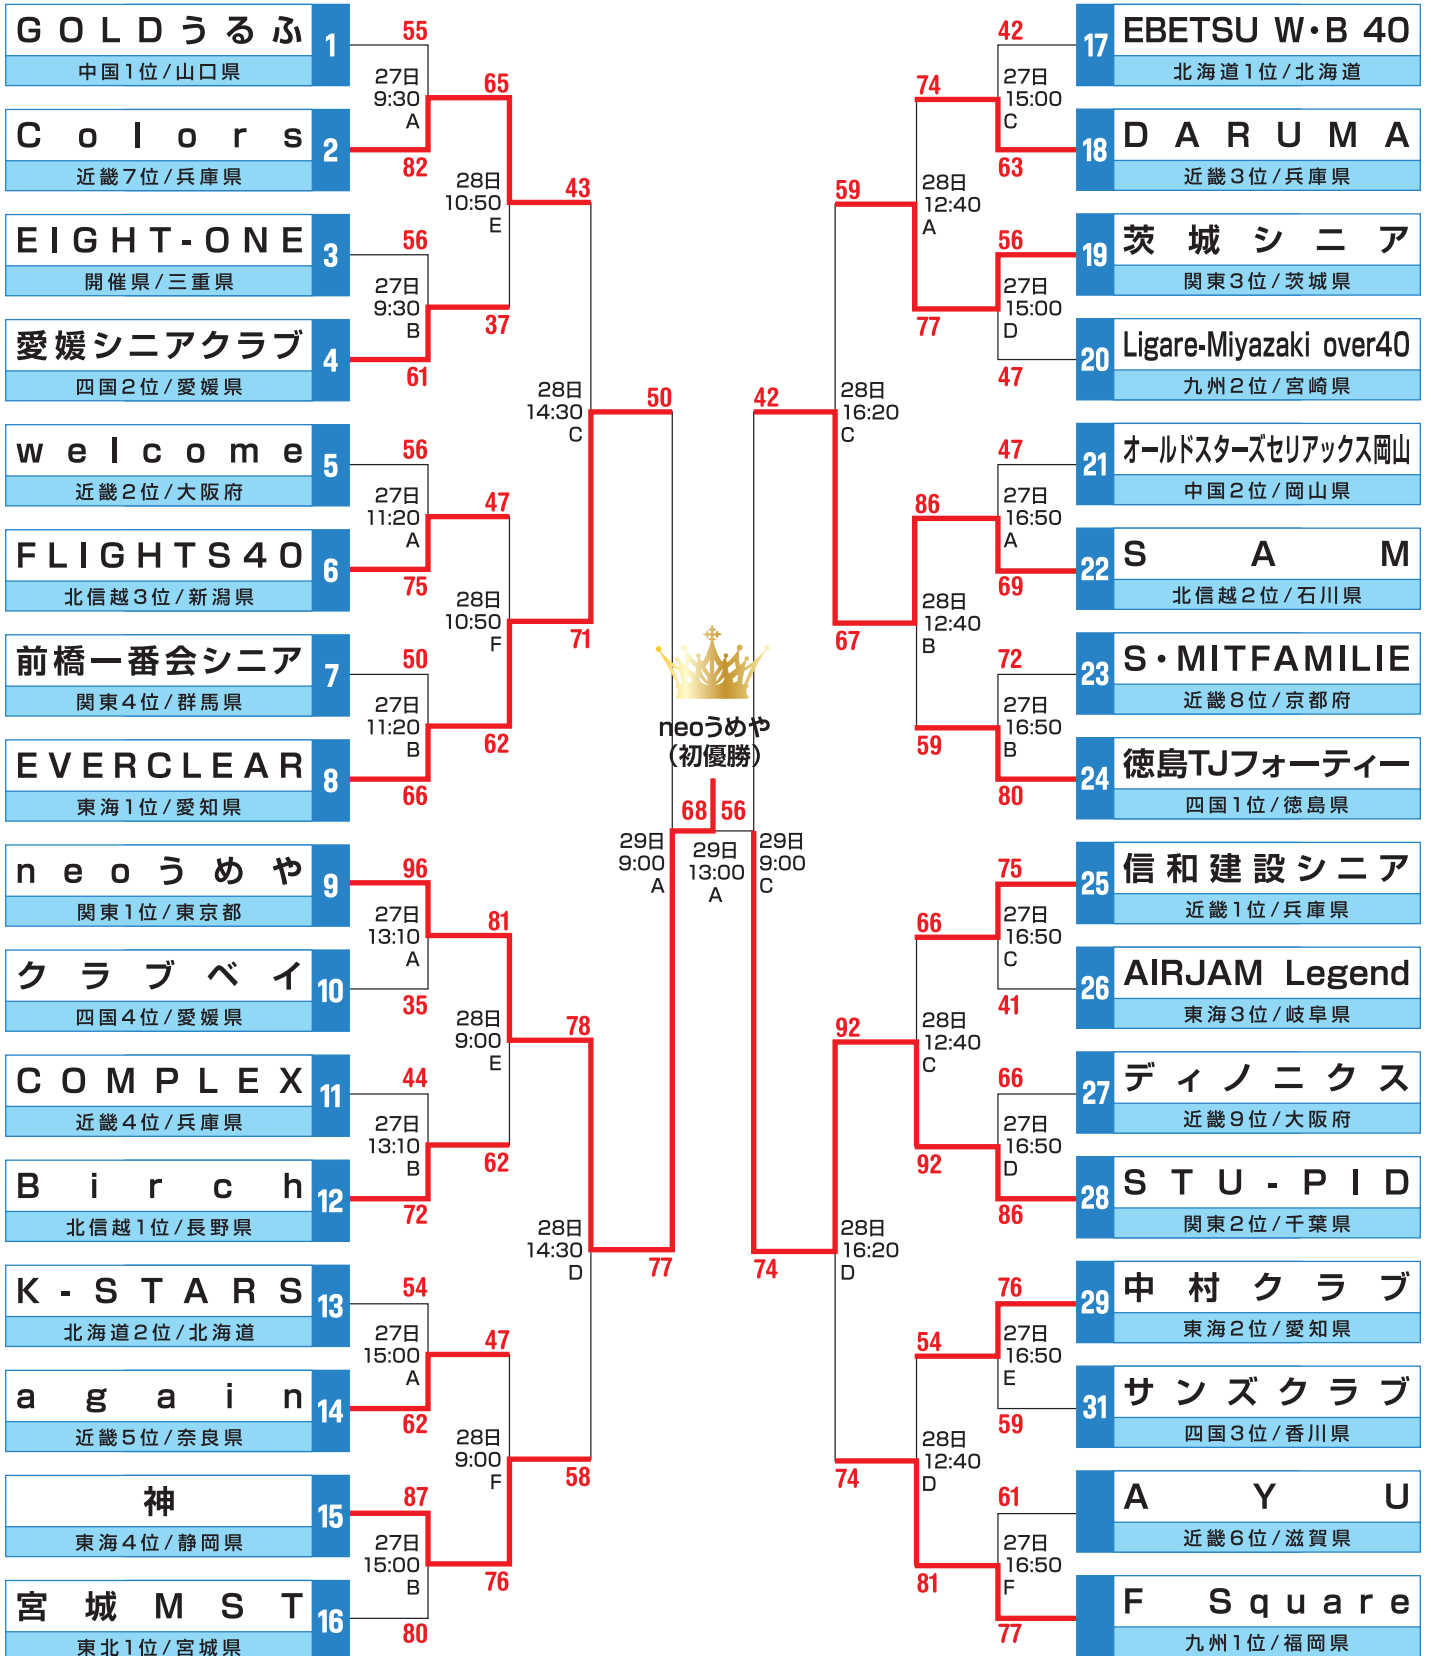 GOLDうるふ
中国1位/山口県
1
Colors
近畿7位/兵庫県
2
EIGHT-ONE
開催県/三重県
3
愛媛シニアクラブ
四国2位/愛媛県
4
welcome
近畿2位/大阪府
5
FLIGHTS40
北信越3位/新潟県
6
前橋一番会シニア
関東4位/群馬県
7
EVERCLEAR
東海1位/愛知県
8
neoうめや
関東1位/東京都
9
クラブベイ
四国4位/愛媛県
10
COMPLEX
近畿4位/兵庫県
11
Birch
北信越1位/長野県
12
K-STARS
北海道2位/北海道
13
again
近畿5位/奈良県
14
神
東海4位/静岡県
15
宮城MST
東北1位/宮城県
16
55
27日
9:30
A
82
56
27日
9:30
B
61
56
27日
11:20
A
75
50
27日
11:20
B
66
96
27日
13:10
A
35
44
27日
13:10
B
72
54
27日
15:00
A
62
87
27日
15:00
B
80
65
28日
10:50
E
37
47
28日
10:50
F
62
81
28日
9:00
E
62
47
28日
9:00
F
76
43
28日
14:30
C
71
78
28日
14:30
D
58
50
29日
9:00
A
77
neoうめや
(初優勝)
68
56
29日
13:00
A
42
29日
9:00
C
74
59
28日
16:20
C
67
92
28日
16:20
D
74
74
28日
12:40
A
77
86
28日
12:40
B
59
66
28日
12:40
C
92
54
28日
12:40
D
81
42
27日
15:00
C
63
56
27日
15:00
D
47
47
27日
16:50
A
69
72
27日
16:50
B
80
75
27日
16:50
C
41
66
27日
16:50
D
86
76
27日
16:50
E
59
61
27日
16:50
F
77
17
EBETSU W・B 40
北海道1位/北海道
18
DARUMA
近畿3位/兵庫県
19
茨城シニア
関東3位/茨城県
20
Ligare-Miyazaki over40
九州2位/宮崎県
21
オールドスターズセリアックス岡山
中国2位/岡山県
22
SAM
北信越2位/石川県
23
S・MITFAMILIE
近畿8位/京都府
24
徳島TJフォーティー
四国1位/徳島県
25
信和建設シニア
近畿1位/兵庫県
26
AIRJAM Legend
東海3位/岐阜県
27
ディノニクス
近畿9位/大阪府
28
STU-PID
関東2位/千葉県
29
中村クラブ
東海2位/愛知県
31
サンズクラブ
四国3位/香川県
AYU
近畿6位/滋賀県
F Square
九州1位/福岡県